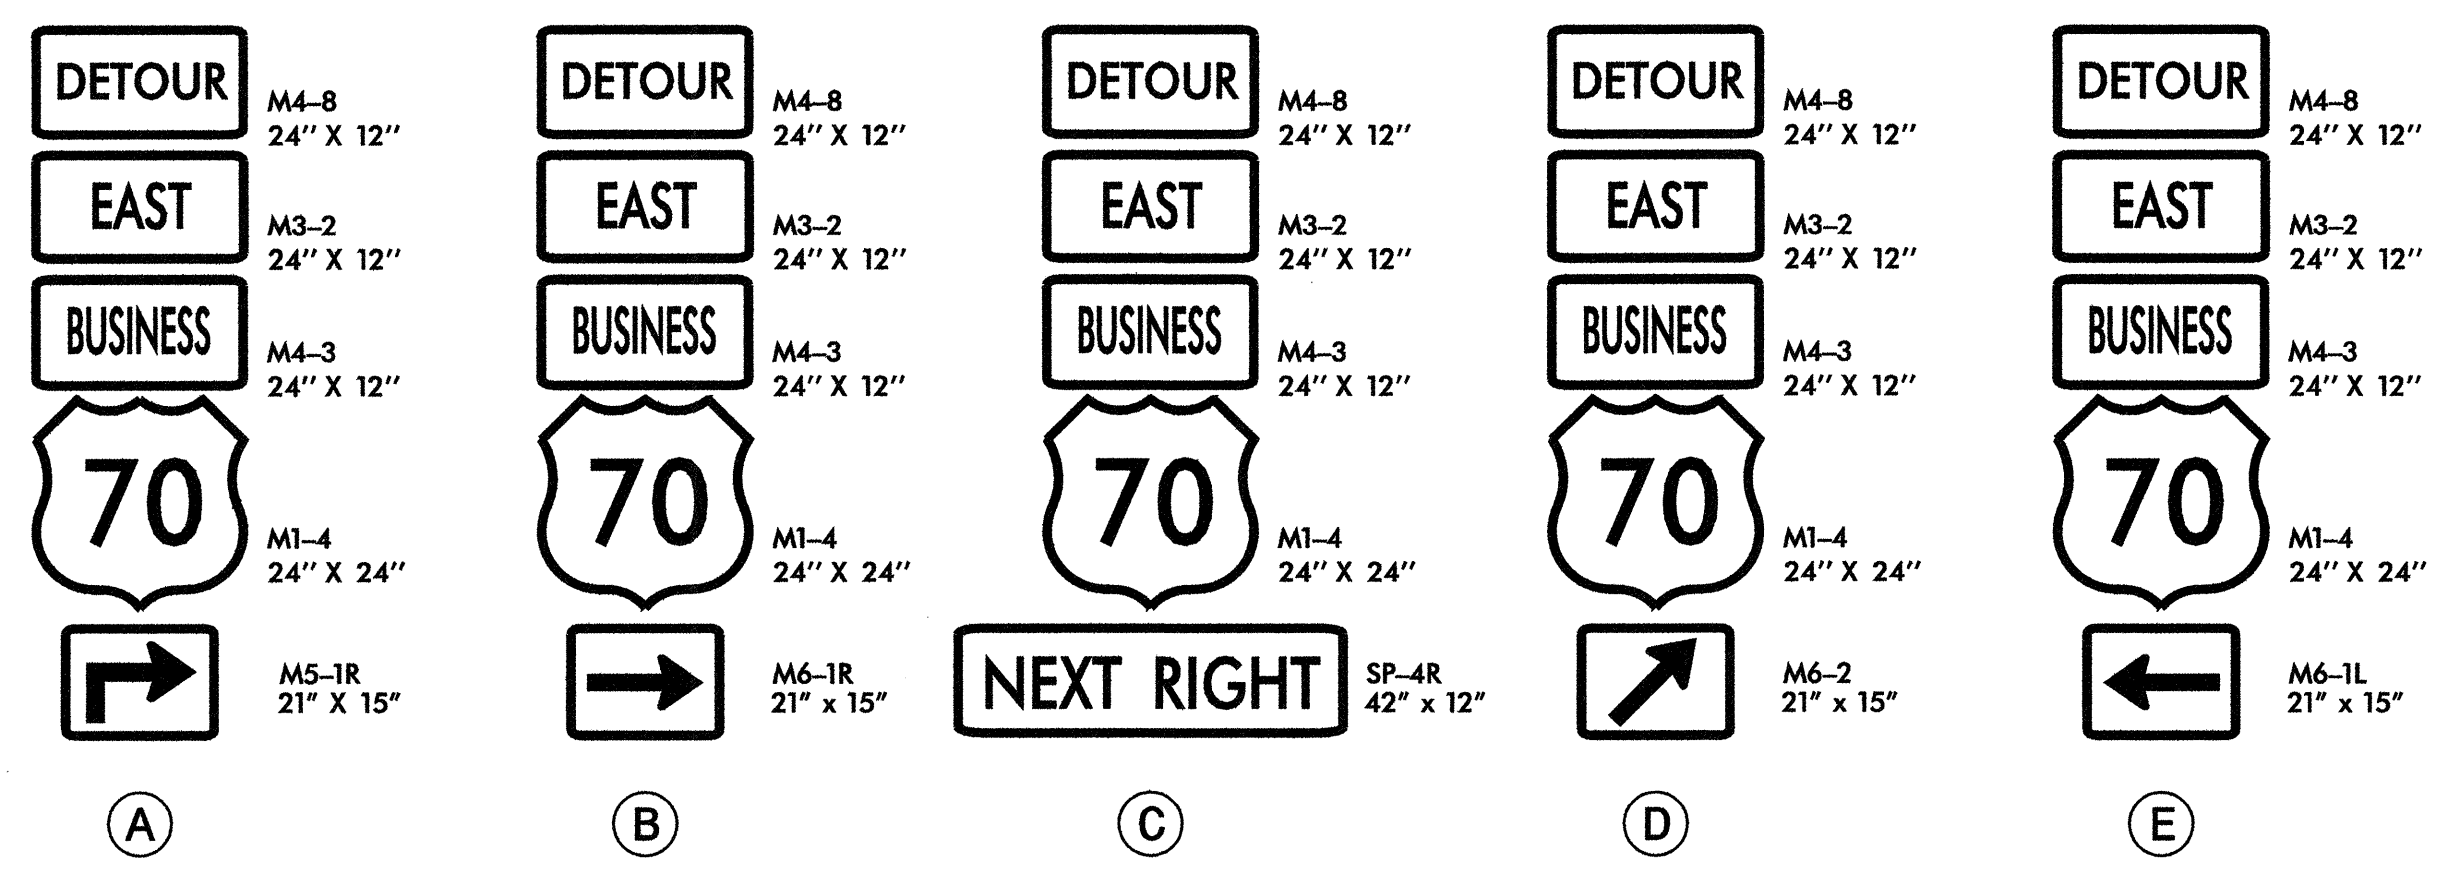 DETOUR
M4–8
24" X 12"
EAST
M3–2
24" X 12"
BUSINESS
M4–3
24" X 12"
70
M1–4
24" X 24"
M5–1R
21" X 15"
A
DETOUR
M4–8
24" X 12"
EAST
M3–2
24" X 12"
BUSINESS
M4–3
24" X 12"
70
M1–4
24" X 24"
M6–1R
21" x 15"
B
DETOUR
M4–8
24" X 12"
EAST
M3–2
24" X 12"
BUSINESS
M4–3
24" X 12"
70
M1–4
24" X 24"
NEXT RIGHT
SP–4R
42" x 12"
C
DETOUR
M4–8
24" X 12"
EAST
M3–2
24" X 12"
BUSINESS
M4–3
24" X 12"
70
M1–4
24" X 24"
M6–2
21" x 15"
D
DETOUR
M4–8
24" X 12"
EAST
M3–2
24" X 12"
BUSINESS
M4–3
24" X 12"
70
M1–4
24" X 24"
M6–1L
21" x 15"
E